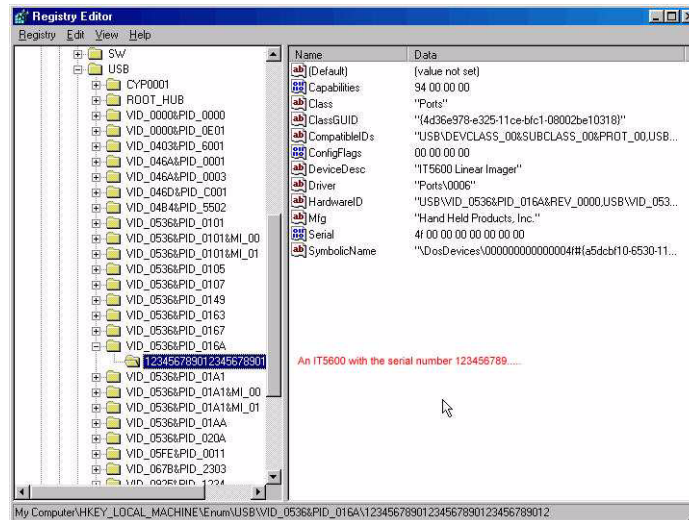 Registry Editor
Registry Edit View Help
SW
USB
CYP0001
ROOT_HUB
VID_0000&PID_0000
VID_0000&PID_0E01
VID_0403&PID_6001
VID_046A&PID_0001
VID_046A&PID_0003
VID_046D&PID_C001
VID_04B4&PID_5502
VID_0536&PID_0101
VID_0536&PID_0101&MI_00
VID_0536&PID_0101&MI_01
VID_0536&PID_0105
VID_0536&PID_0107
VID_0536&PID_0149
VID_0536&PID_0163
VID_0536&PID_0167
VID_0536&PID_016A
123456789012345678901
VID_0536&PID_01A1
VID_0536&PID_01A1&MI_00
VID_0536&PID_01A1&MI_01
VID_0536&PID_01AA
VID_0536&PID_020A
VID_05FE&PID_0011
VID_067B&PID_2303
VID_0925&PID_1234
Name Data
(Default) (value not set)
Capabilities 94 00 00 00
Class "Ports"
ClassGUID "{4d36e978-e325-11ce-bfc1-08002be10318}"
CompatibleIDs "USB\DEVCLASS_00&SUBCLASS_00&PROT_00,USB...
ConfigFlags 00 00 00 00
DeviceDesc "IT5600 Linear Imager"
Driver "Ports\0006"
HardwareID "USB\VID_0536&PID_016A&REV_0000,USB\VID_053...
Mfg "Hand Held Products, Inc."
Serial 4f 00 00 00 00 00 00 00
SymbolicName "\DosDevices\000000000000004f#{a5dcbf10-6530-11...
An IT5600 with the serial number 123456789.....
My Computer\HKEY_LOCAL_MACHINE\Enum\USB\VID_0536&PID_016A\12345678901234567890123456789012